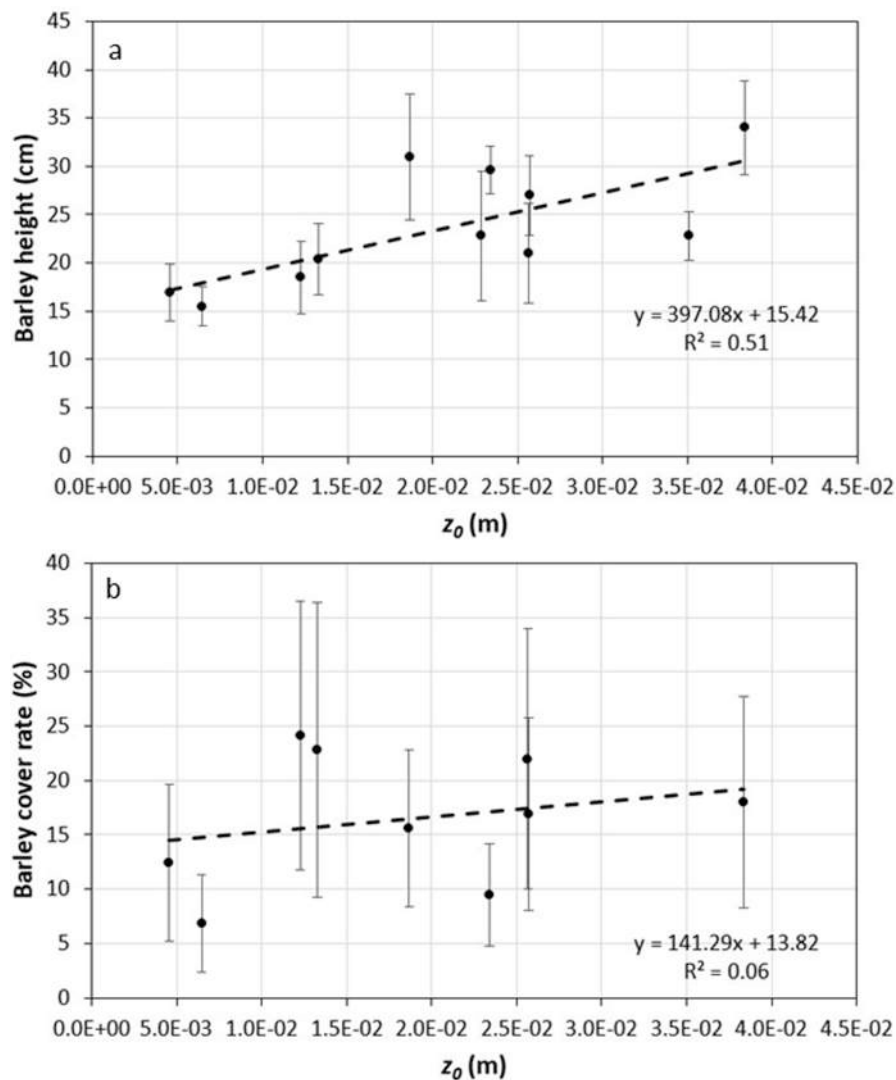 a
45
40
35
30
25
20
15
10
5
0
Barley height (cm)
y = 397.08x + 15.42
R² = 0.51
0.0E+00 5.0E-03 1.0E-02 1.5E-02 2.0E-02 2.5E-02 3.0E-02 3.5E-02 4.0E-02 4.5E-02
z0 (m)
b
40
35
30
25
20
15
10
5
0
Barley cover rate (%)
y = 141.29x + 13.82
R² = 0.06
0.0E+00 5.0E-03 1.0E-02 1.5E-02 2.0E-02 2.5E-02 3.0E-02 3.5E-02 4.0E-02 4.5E-02
z0 (m)